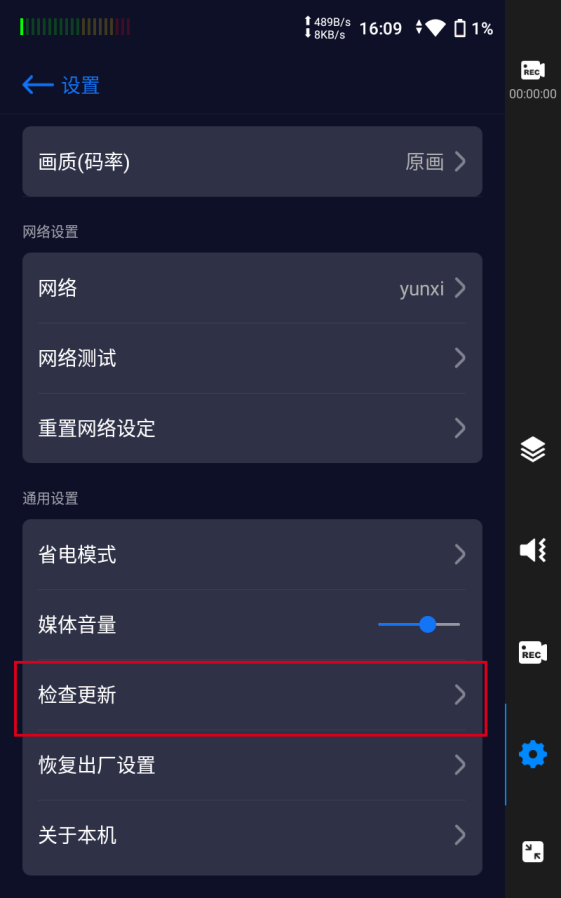 489B/s
8KB/s
16:09
1%
REC
00:00:00
设置
画质(码率) 原画
网络设置
网络 yunxi
网络测试
重置网络设定
通用设置
省电模式
媒体音量
REC
检查更新
恢复出厂设置
关于本机